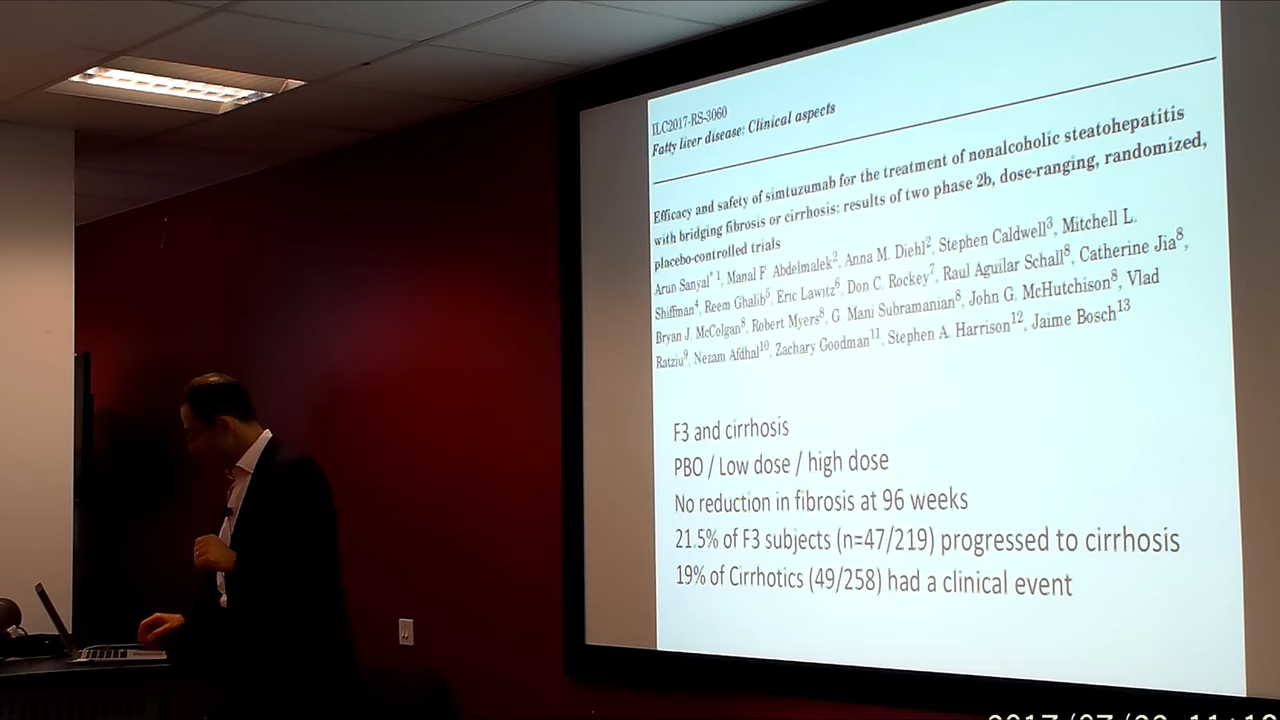 ILC2017-RS-3060
Fatty liver disease: Clinical aspects
Efficacy and safety of simtuzumab for the treatment of nonalcoholic steatohepatitis
with bridging fibrosis or cirrhosis: results of two phase 2b, dose-ranging, randomized,
placebo-controlled trials
Arun Sanyal* 1, Manal F Abdelmalek2, Anna M. Diehl2, Stephen Caldwell3, Mitchell L.
Shiffman4, Reem Ghalib5, Eric Lawitz6, Don C. Rockey7, Raul Aguilar Schall8, Catherine Jia8,
Bryan J. McColgan8, Robert Myers8, G. Mani Subramanian8, John G. McHutchison8, Vlad
Ratziu9, Nezam Afdhal10, Zachary Goodman11, Stephen A. Harrison12, Jaime Bosch13
F3 and cirrhosis
PBO / Low dose / high dose
No reduction in fibrosis at 96 weeks
21.5% of F3 subjects (n=47/219) progressed to cirrhosis
19% of Cirrhotics (49/258) had a clinical event